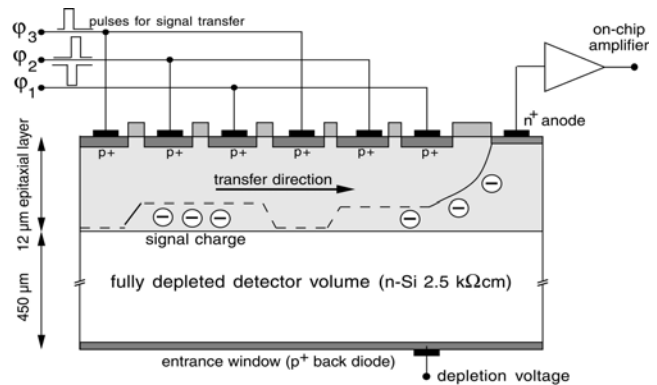 pulses for signal transfer
on-chip
amplifier
φ3
φ2
φ1
n+ anode
p+ p+ p+ p+ p+ p+
12 µm epitaxial layer
transfer direction
signal charge
450 µm
fully depleted detector volume (n-Si 2.5 kΩcm)
entrance window (p+ back diode)
depletion voltage